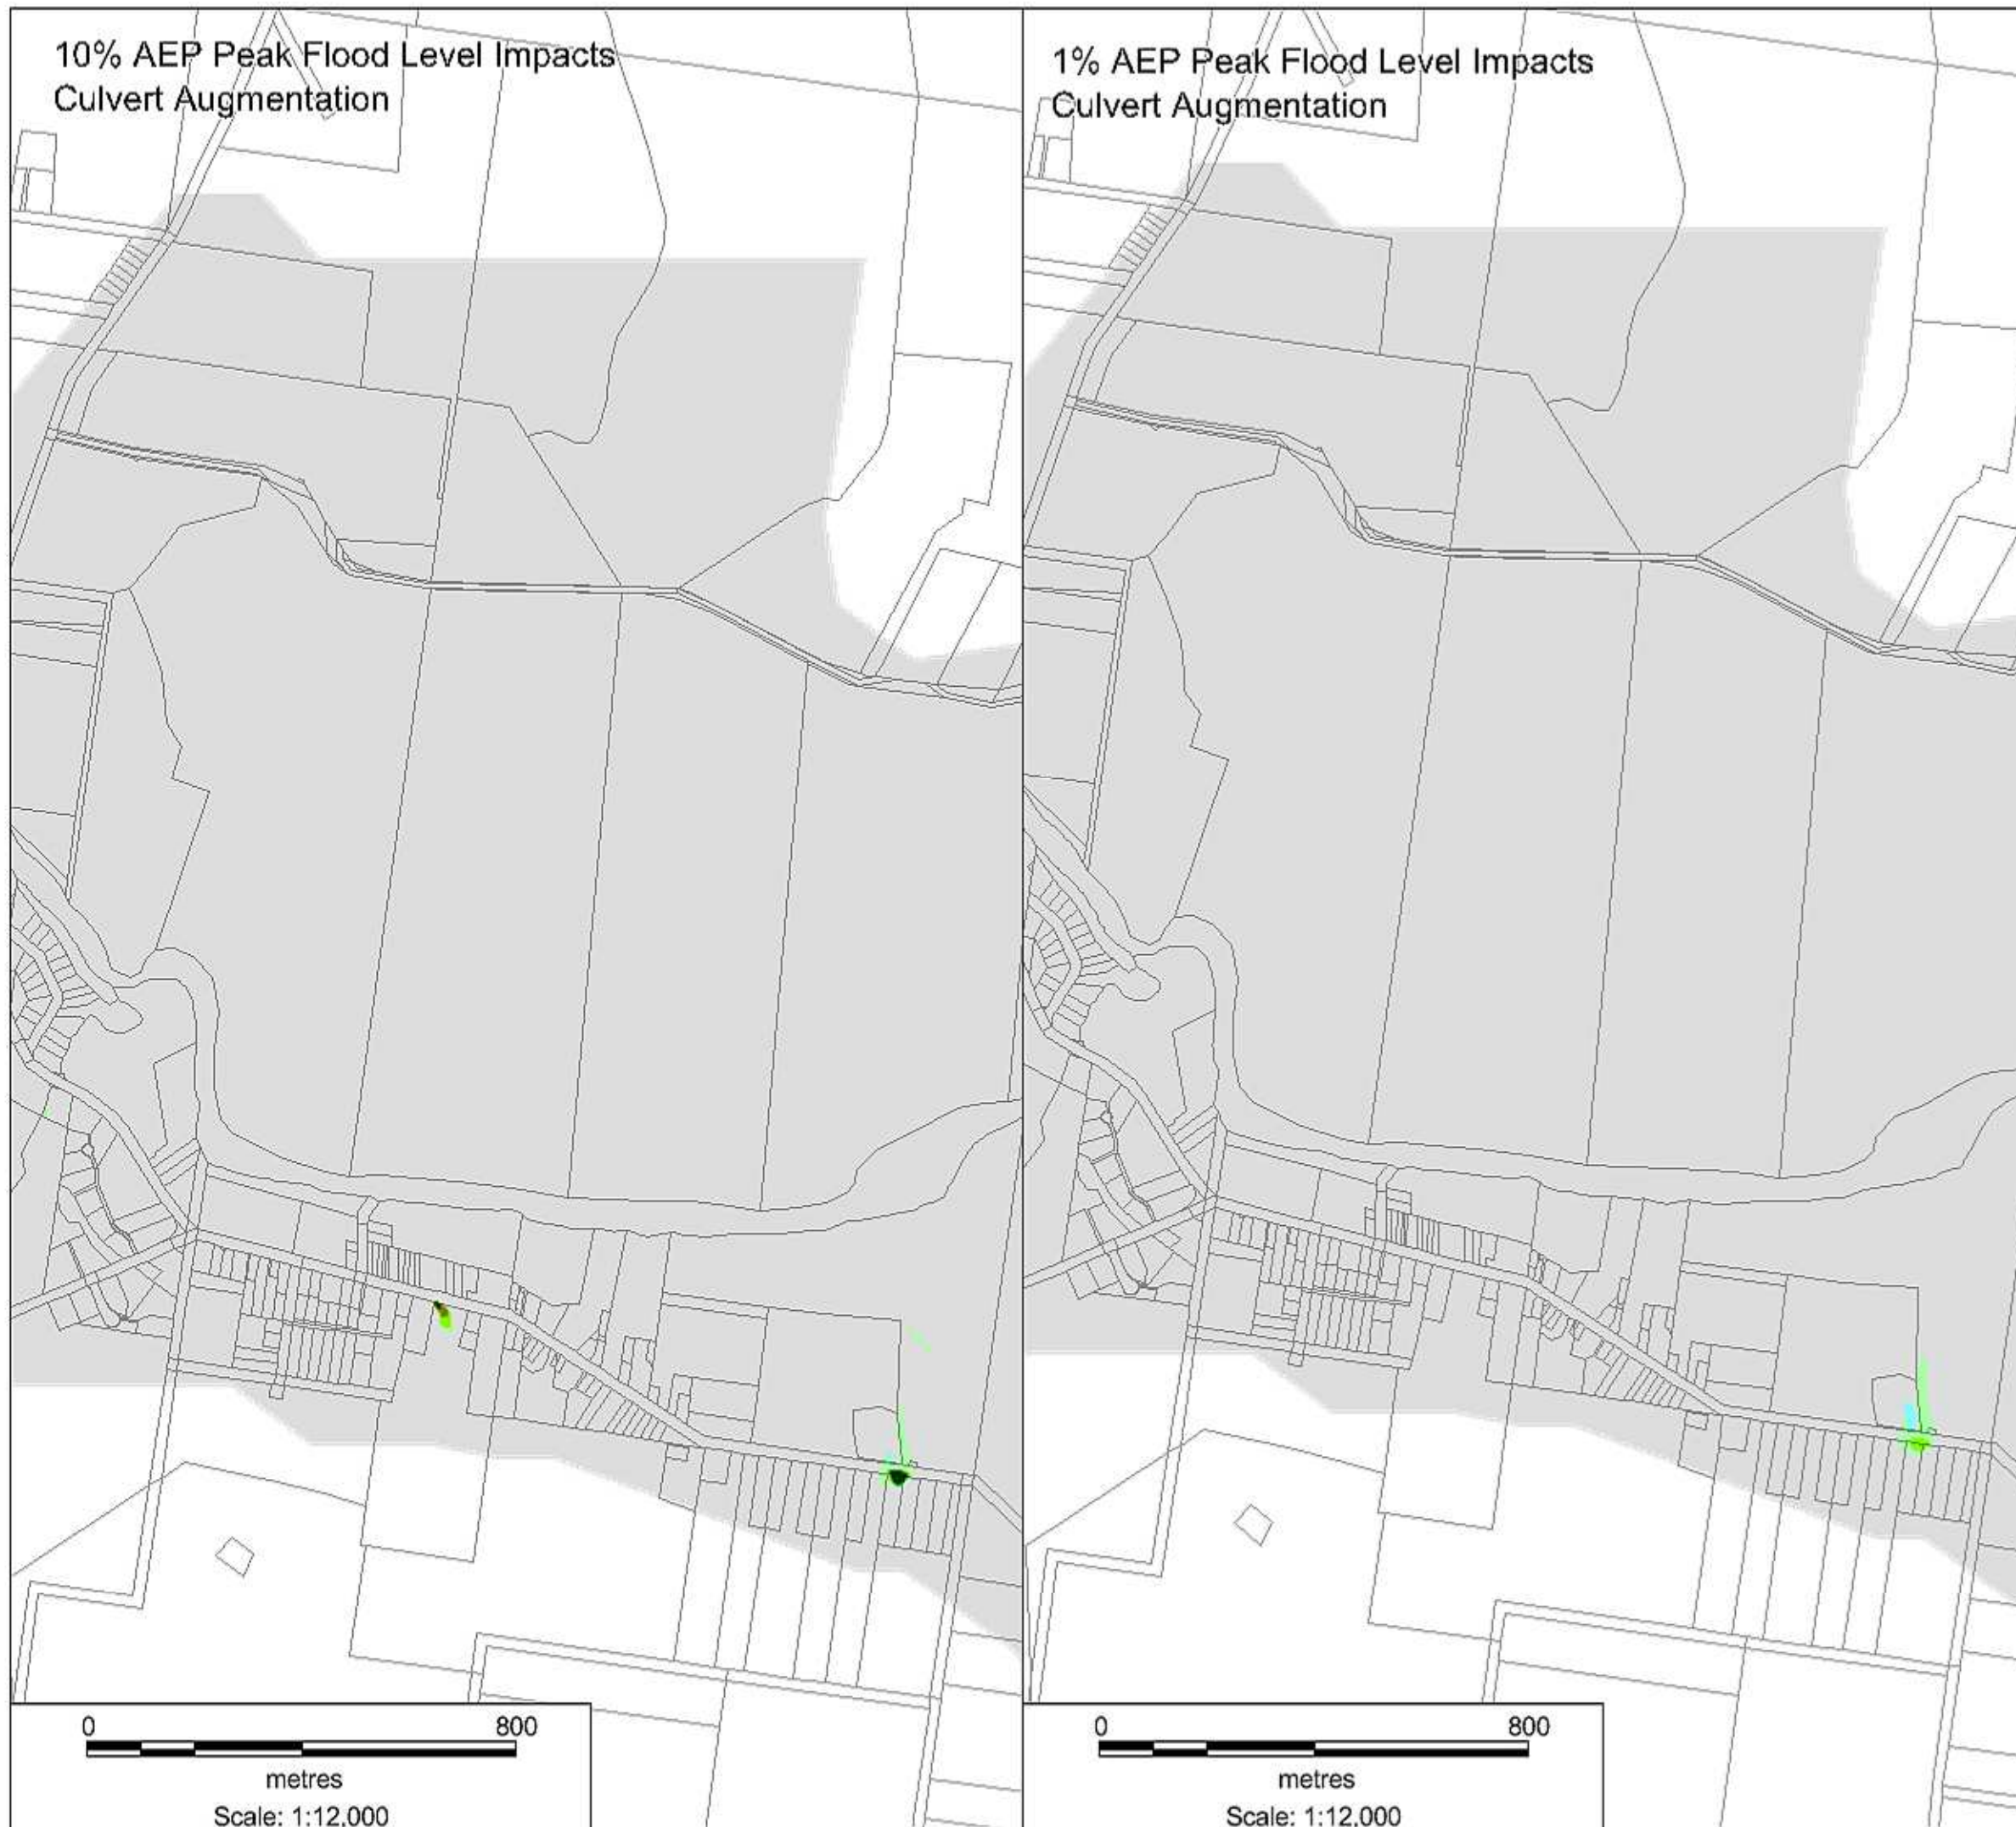 10% AEP Peak Flood Level Impacts
Culvert Augmentation
1% AEP Peak Flood Level Impacts
Culvert Augmentation
0 800
metres
Scale: 1:12,000
0 800
metres
Scale: 1:12,000